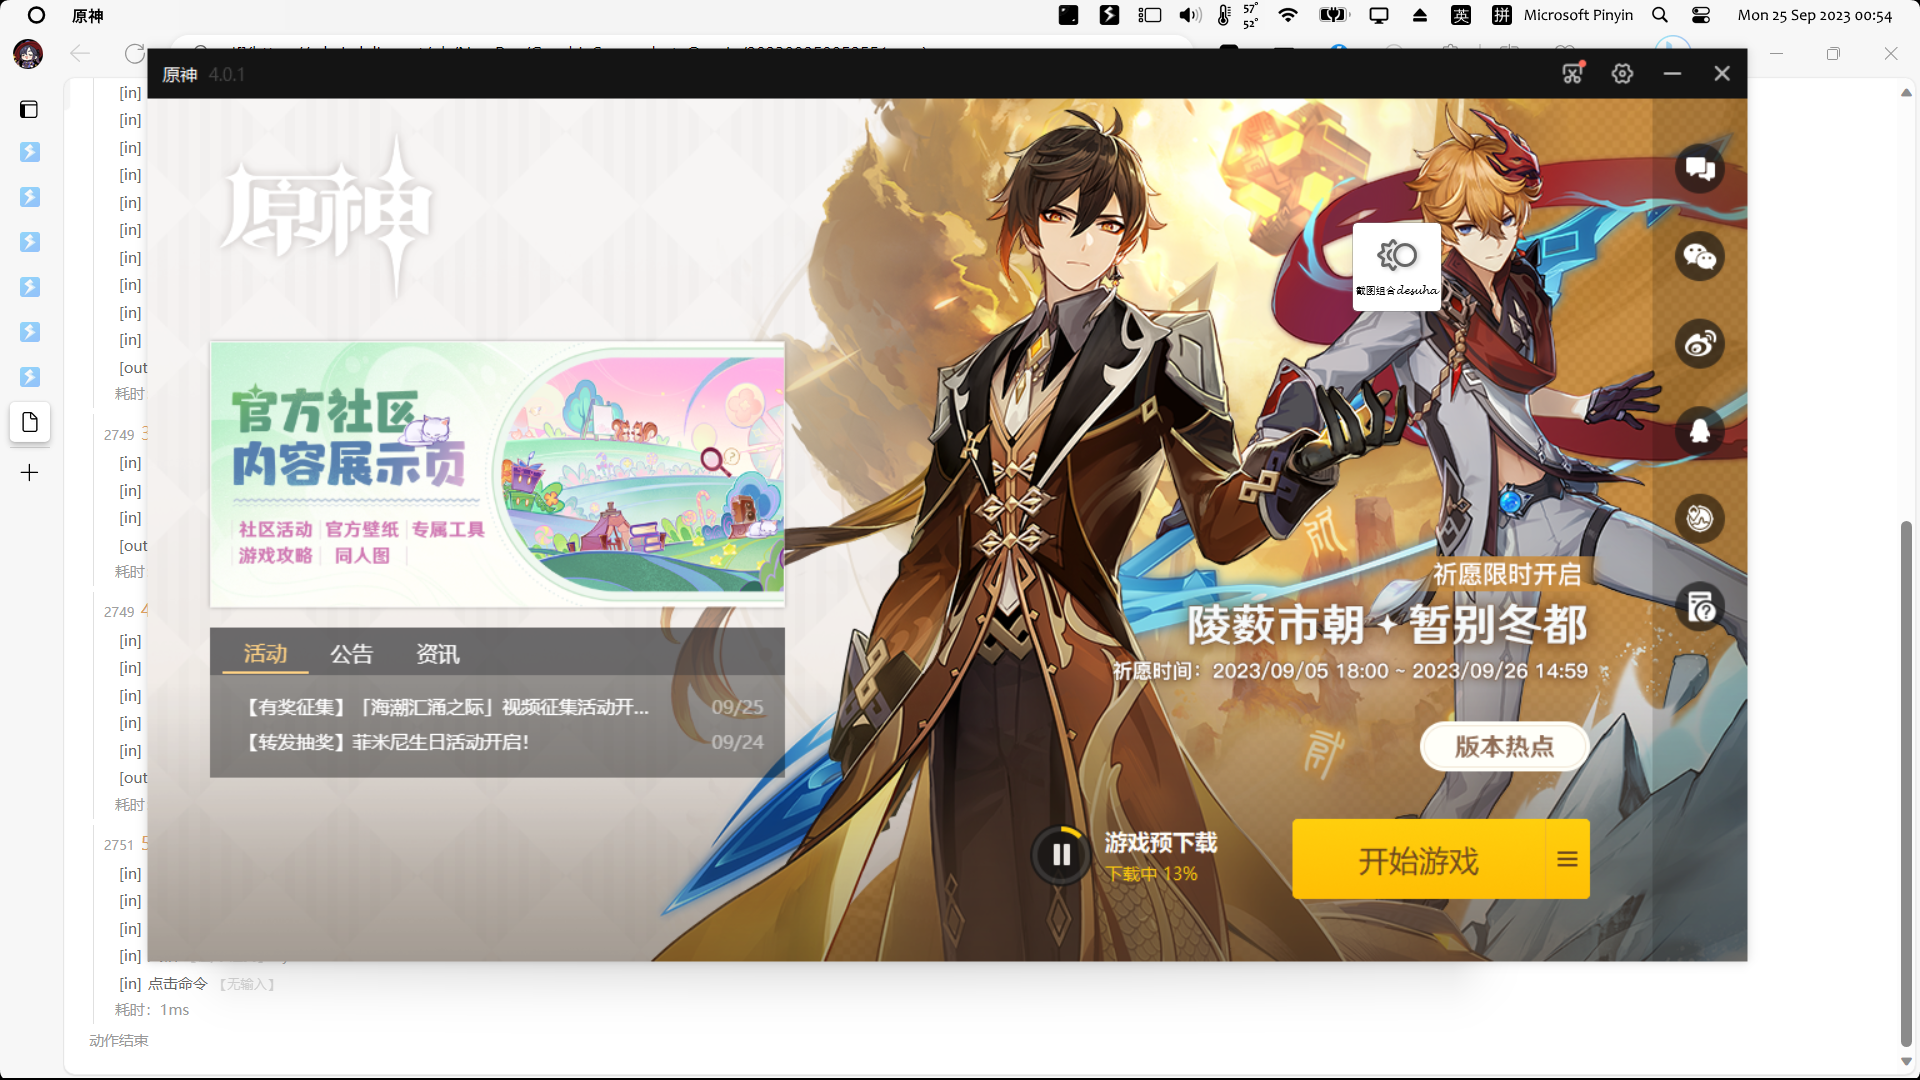 原神
57°
52°
英
拼
Microsoft Pinyin
Mon 25 Sep 2023 00:54
原神 4.0.1
原神
截图组合desuha
官方社区
内容展示页
社区活动 官方壁纸 专属工具
游戏攻略 同人图
活动 公告 资讯
【有奖征集】「海潮汇涌之际」视频征集活动开... 09/25
【转发抽奖】菲米尼生日活动开启! 09/24
祈愿限时开启
陵薮市朝 暂别冬都
祈愿时间: 2023/09/05 18:00 ~ 2023/09/26 14:59
版本热点
游戏预下载
下载中 13%
开始游戏
[in]
[in]
[in]
[in]
[in]
[in]
[in]
[in]
[in]
[in]
[out
耗时
2749
[in]
[in]
[in]
[out
耗时
2749 4
[in]
[in]
[in]
[in]
[in]
[out
耗时
2751 5
[in]
[in]
[in]
[in]
[in] 点击命令 【无输入】
耗时: 1ms
动作结束